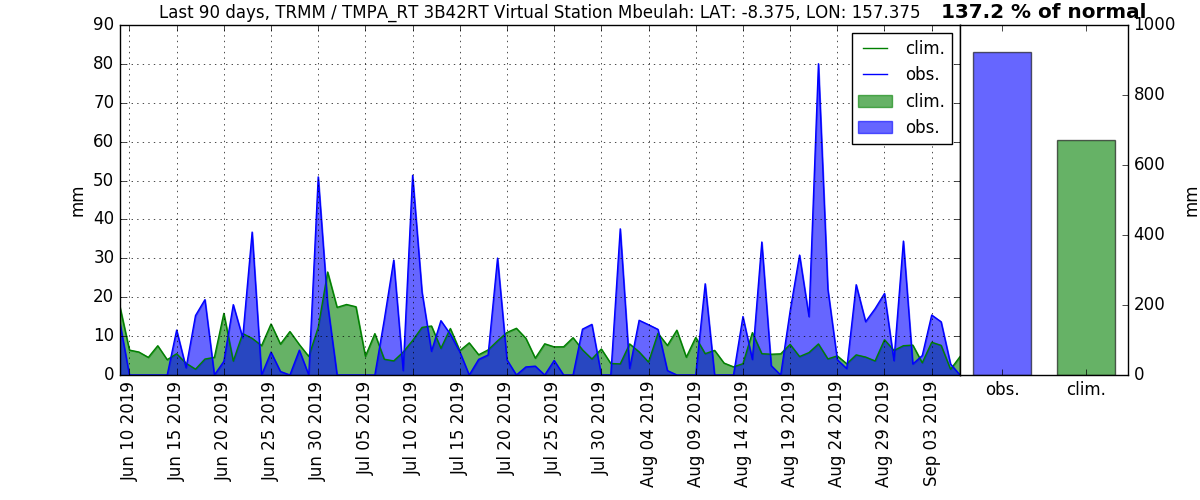 Last 90 days, TRMM / TMPA_RT 3B42RT Virtual Station Mbeulah: LAT: -8.375, LON: 157.375
137.2 % of normal
90
80
70
60
50
40
30
20
10
0
mm
clim.
obs.
clim.
obs.
1000
800
600
400
200
0
mm
obs.
clim.
Jun 10 2019
Jun 15 2019
Jun 20 2019
Jun 25 2019
Jun 30 2019
Jul 05 2019
Jul 10 2019
Jul 15 2019
Jul 20 2019
Jul 25 2019
Jul 30 2019
Aug 04 2019
Aug 09 2019
Aug 14 2019
Aug 19 2019
Aug 24 2019
Aug 29 2019
Sep 03 2019